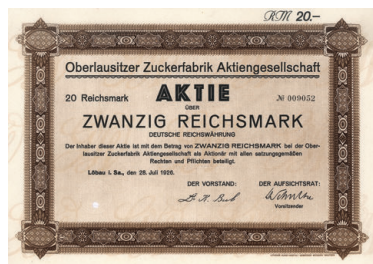 RM 20.–
Oberlausitzer Zuckerfabrik Aktiengesellschaft
20 Reichsmark AKTIE № 009052
ÜBER
ZWANZIG REICHSMARK
DEUTSCHE REICHSWÄHRUNG
Der Inhaber dieser Aktie ist mit dem Betrag von ZWANZIG REICHSMARK bei der Ober-
lausitzer Zuckerfabrik Aktiengesellschaft als Aktionär mit allen satzungsgemäßen
Rechten und Pflichten beteiligt.
Löbau i. Sa., den 28. Juli 1926.
DER VORSTAND: DER AUFSICHTSRAT:
Vorsitzender